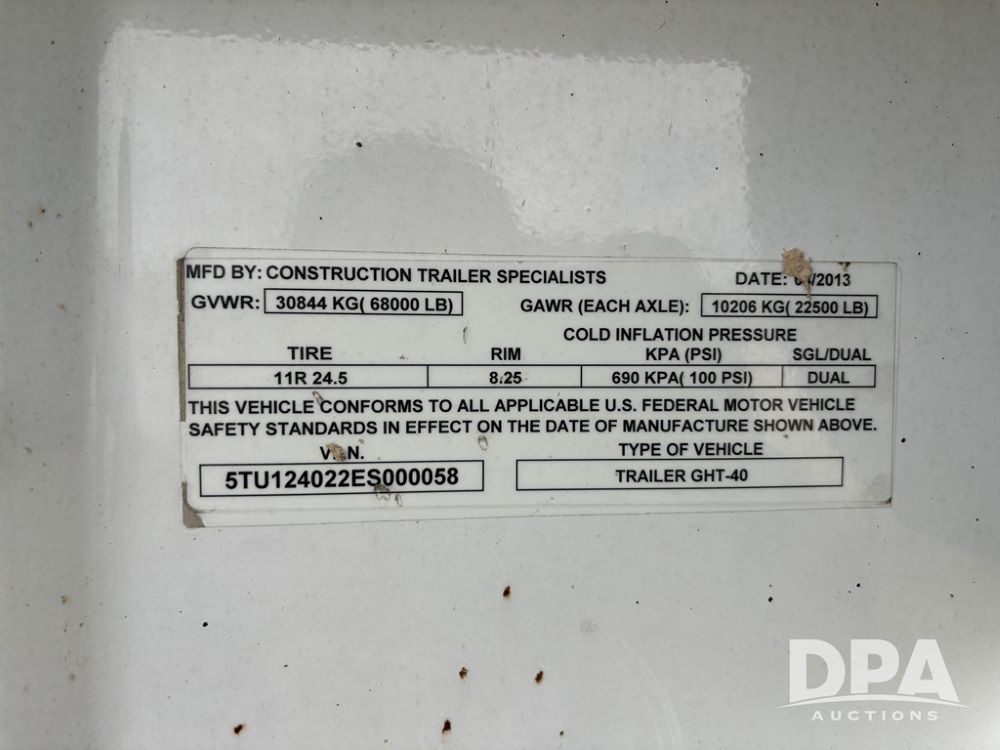 MFD BY: CONSTRUCTION TRAILER SPECIALISTS DATE: /2013
GVWR: 30844 KG( 68000 LB) GAWR (EACH AXLE): 10206 KG( 22500 LB)
COLD INFLATION PRESSURE
TIRE RIM KPA (PSI) SGL/DUAL
11R 24.5 8.25 690 KPA( 100 PSI) DUAL
THIS VEHICLE CONFORMS TO ALL APPLICABLE U.S. FEDERAL MOTOR VEHICLE
SAFETY STANDARDS IN EFFECT ON THE DATE OF MANUFACTURE SHOWN ABOVE.
V.I.N. TYPE OF VEHICLE
5TU124022ES000058 TRAILER GHT-40
DPA
AUCTIONS